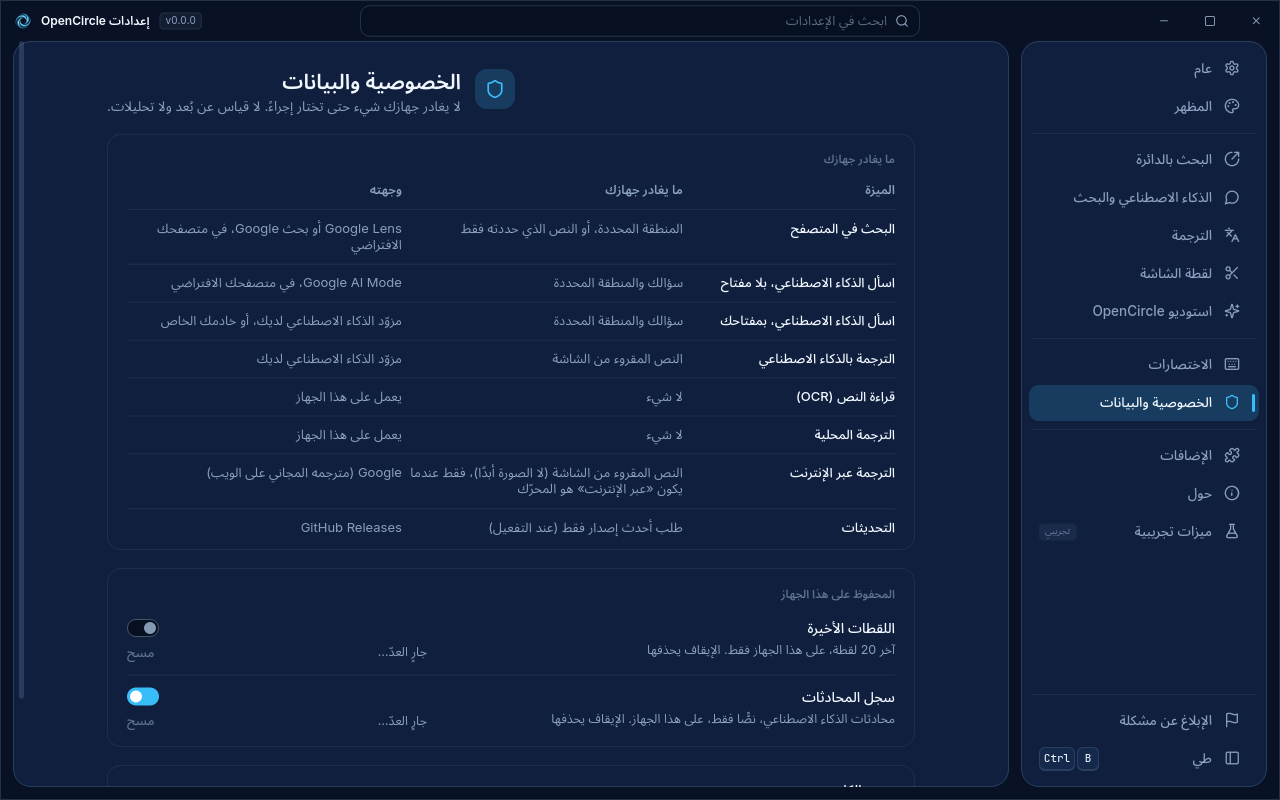 إعدادات OpenCircle
v0.0.0
ابحث في الإعدادات
عام
المظهر
البحث بالدائرة
الذكاء الاصطناعي والبحث
الترجمة
لقطة الشاشة
استوديو OpenCircle
الاختصارات
الخصوصية والبيانات
الإضافات
حول
ميزات تجريبية
تجريبي
الإبلاغ عن مشكلة
طي
Ctrl B
الخصوصية والبيانات
لا يغادر جهازك شيء حتى تختار إجراءً. لا قياس عن بُعد ولا تحليلات.
ما يغادر جهازك
الميزة ما يغادر جهازك وجهته
البحث في المتصفح المنطقة المحددة، أو النص الذي حددته فقط Google Lens أو بحث Google، في متصفحك
الافتراضي
اسأل الذكاء الاصطناعي، بلا مفتاح سؤالك والمنطقة المحددة Google AI Mode، في متصفحك الافتراضي
اسأل الذكاء الاصطناعي، بمفتاحك سؤالك والمنطقة المحددة مزوّد الذكاء الاصطناعي لديك، أو خادمك الخاص
الترجمة بالذكاء الاصطناعي النص المقروء من الشاشة مزوّد الذكاء الاصطناعي لديك
قراءة النص (OCR) لا شيء يعمل على هذا الجهاز
الترجمة المحلية لا شيء يعمل على هذا الجهاز
الترجمة عبر الإنترنت النص المقروء من الشاشة (لا الصورة أبدًا)، فقط عندما Google (مترجمه المجاني على الويب)
يكون «عبر الإنترنت» هو المحرّك
التحديثات طلب أحدث إصدار فقط (عند التفعيل) GitHub Releases
المحفوظ على هذا الجهاز
اللقطات الأخيرة
آخر 20 لقطة، على هذا الجهاز فقط. الإيقاف يحذفها
جارٍ العدّ...
مسح
سجل المحادثات
محادثات الذكاء الاصطناعي، نصًّا فقط، على هذا الجهاز. الإيقاف يحذفها
جارٍ العدّ...
مسح